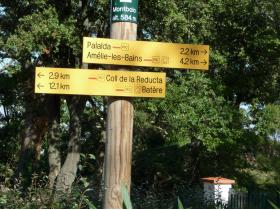 Montbolo
alt. 584 m
Palalda 2.2 km
Amélie-les-Bains 4.2 km
2.9 km Coll de la Reducta
12.1 km Batère